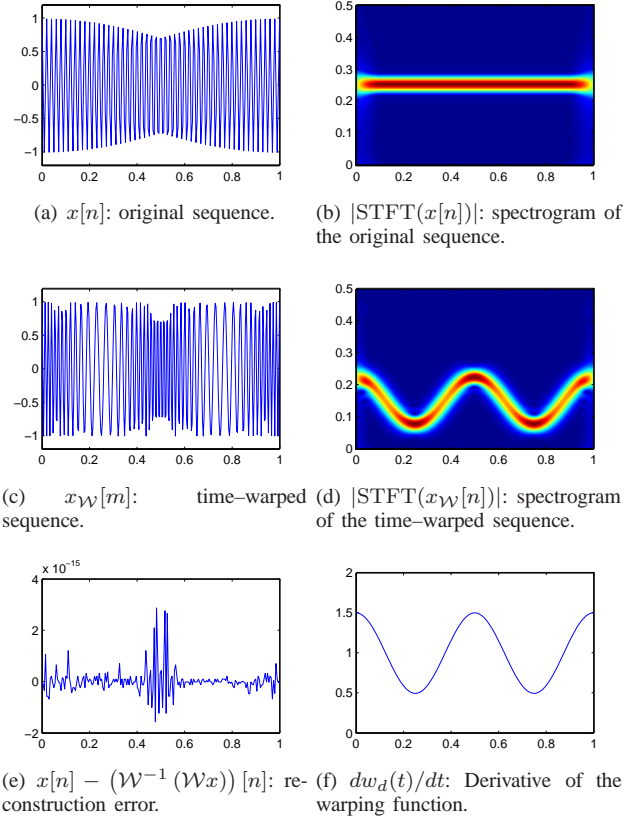 1
0.5
0
−0.5
−1
0 0.2 0.4 0.6 0.8 1
(a) x[n]: original sequence.
0.5
0.4
0.3
0.2
0.1
0
0 0.2 0.4 0.6 0.8 1
(b) |STFT(x[n])|: spectrogram of
the original sequence.
1
0.5
0
−0.5
−1
0 0.2 0.4 0.6 0.8 1
(c) x𝒲[m]: time–warped
sequence.
0.5
0.4
0.3
0.2
0.1
0
0 0.2 0.4 0.6 0.8 1
(d) |STFT(x𝒲[n])|: spectrogram
of the time–warped sequence.
x 10⁻¹⁵
4
2
0
−2
0 0.2 0.4 0.6 0.8 1
(e) x[n] − (𝒲⁻¹ (𝒲x)) [n]: re-
construction error.
2
1.5
1
0.5
0
0 0.2 0.4 0.6 0.8 1
(f) dw_d(t)/dt: Derivative of the
warping function.